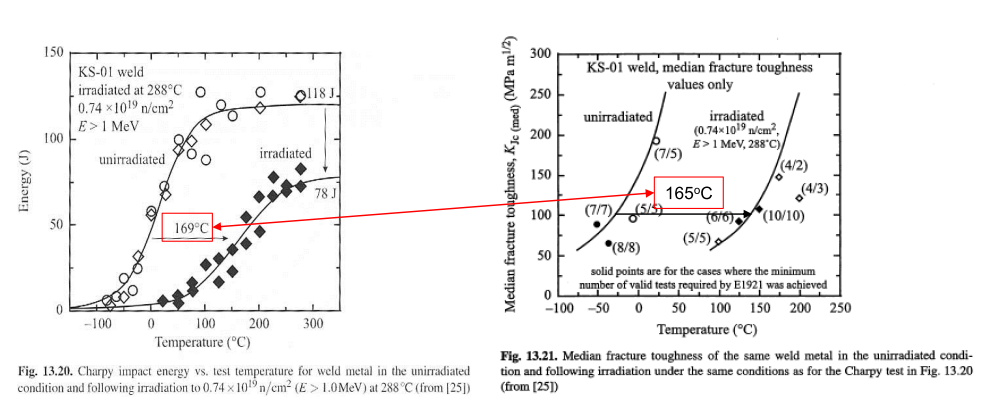 150
100
50
0
Energy (J)
KS-01 weld
irradiated at 288°C
0.74 ×10¹⁹ n/cm²
E > 1 MeV
118 J
unirradiated
irradiated
78 J
169°C
−100
0
100
200
300
Temperature (°C)
Fig. 13.20. Charpy impact energy vs. test temperature for weld metal in the unirradiated
condition and following irradiation to 0.74 ×10¹⁹ n/cm² (E > 1.0MeV) at 288°C (from [25])
300
250
200
150
100
50
0
Median fracture toughness, K_Jc (med) (MPa m^1/2)
KS-01 weld, median fracture toughness
values only
unirradiated
irradiated
(0.74×10¹⁹ n/cm²,
E > 1 MeV, 288°C)
(7/5)
(4/2)
165°C
(4/3)
(7/7)
(5/5)
(6/6)
(10/10)
(5/5)
(8/8)
solid points are for the cases where the minimum
number of valid tests required by E1921 was achieved
−100
−50
0
50
100
150
200
250
Temperature (°C)
Fig. 13.21. Median fracture toughness of the same weld metal in the unirradiated condi-
tion and following irradiation under the same conditions as for the Charpy test in Fig. 13.20
(from [25])